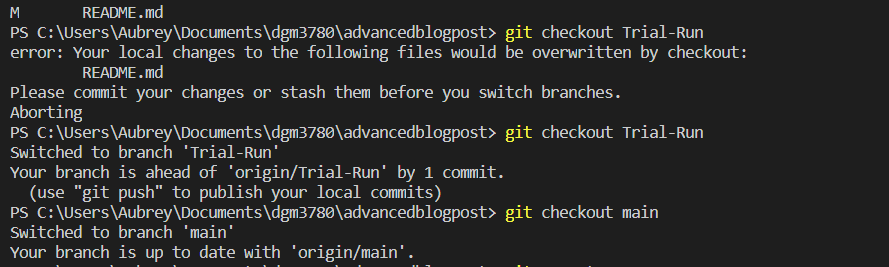 M       README.md
PS C:\Users\Aubrey\Documents\dgm3780\advancedblogpost> git checkout Trial-Run
error: Your local changes to the following files would be overwritten by checkout:
        README.md
Please commit your changes or stash them before you switch branches.
Aborting
PS C:\Users\Aubrey\Documents\dgm3780\advancedblogpost> git checkout Trial-Run
Switched to branch 'Trial-Run'
Your branch is ahead of 'origin/Trial-Run' by 1 commit.
  (use "git push" to publish your local commits)
PS C:\Users\Aubrey\Documents\dgm3780\advancedblogpost> git checkout main
Switched to branch 'main'
Your branch is up to date with 'origin/main'.